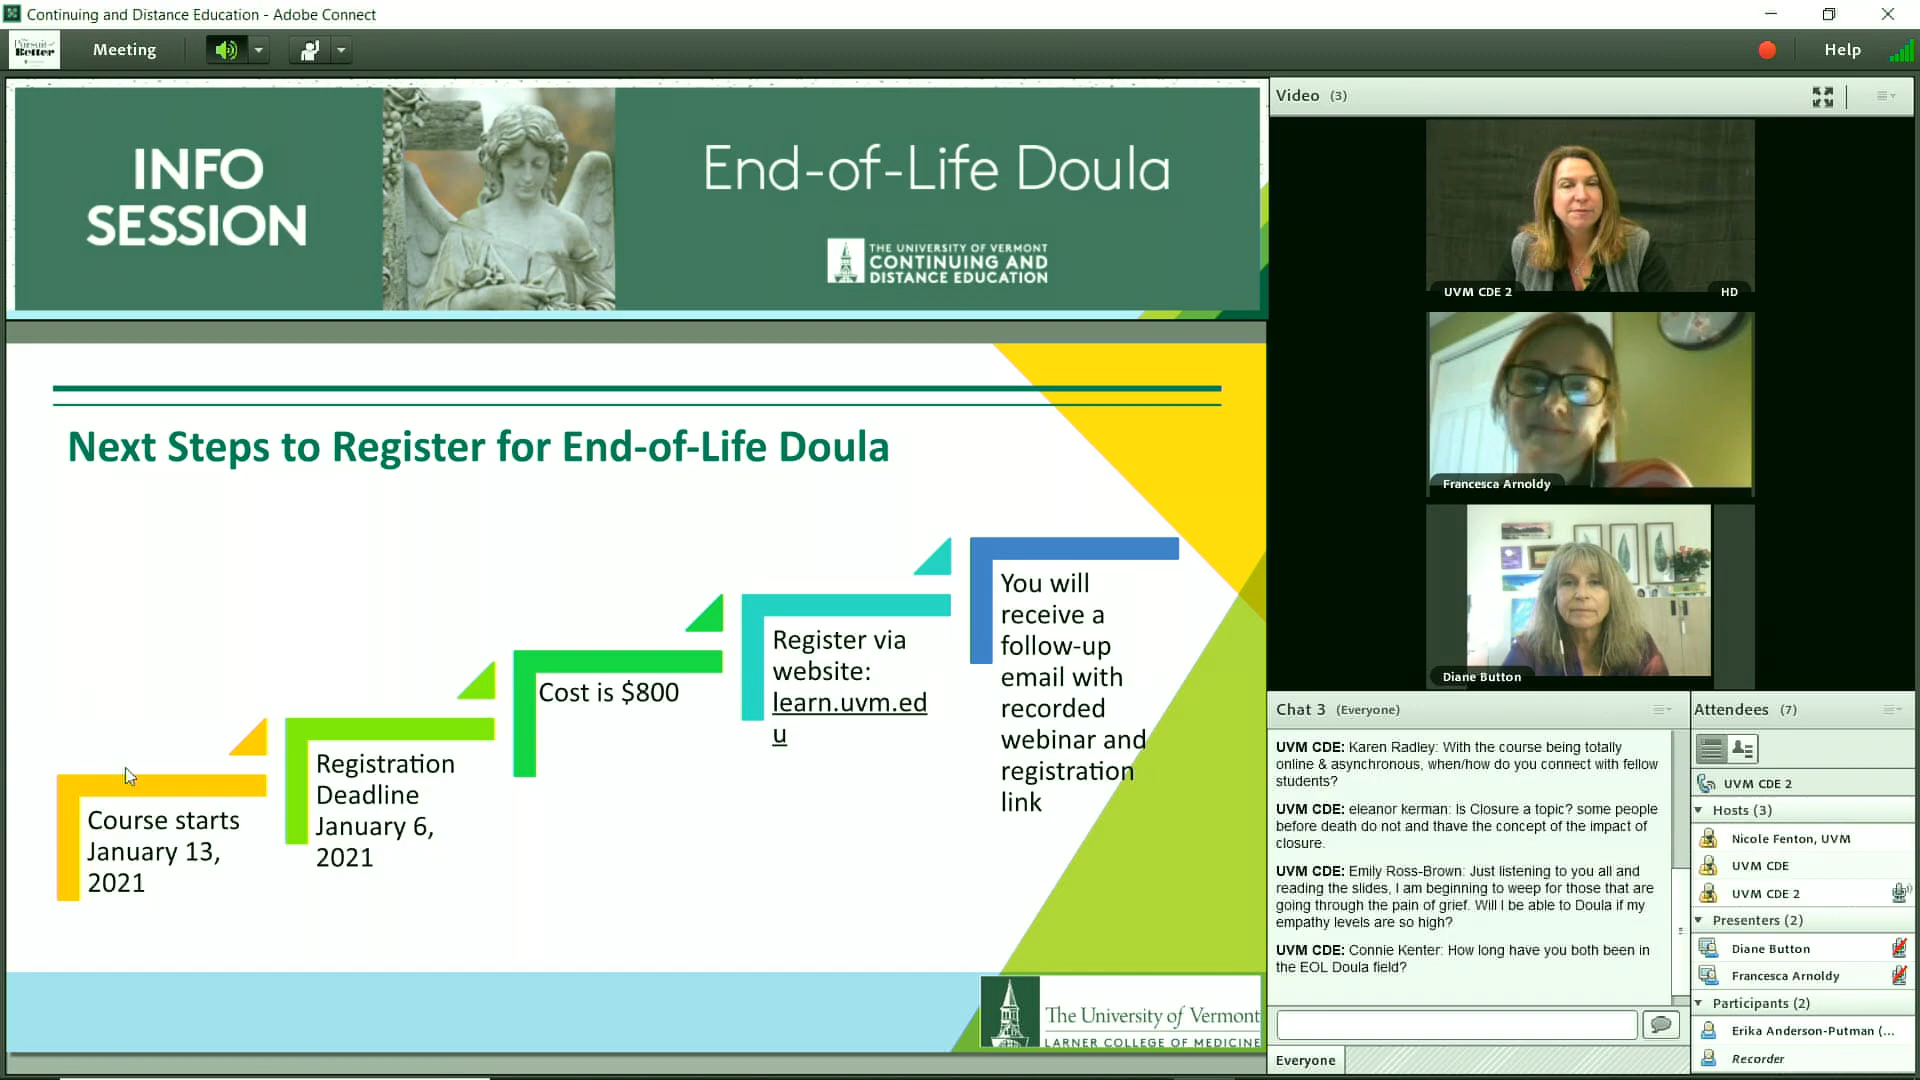 Continuing and Distance Education - Adobe Connect
Pursuit of
Better
Meeting
Help
INFO
SESSION
End-of-Life Doula
THE UNIVERSITY OF VERMONT
CONTINUING AND
DISTANCE EDUCATION
Next Steps to Register for End-of-Life Doula
Course starts
January 13,
2021
Registration
Deadline
January 6,
2021
Cost is $800
Register via
website:
learn.uvm.ed
u
You will
receive a
follow-up
email with
recorded
webinar and
registration
link
The University of Vermont
LARNER COLLEGE OF MEDICINE
Video (3)
UVM CDE 2
HD
Francesca Arnoldy
Diane Button
Chat 3 (Everyone)
UVM CDE: Karen Radley: With the course being totally
online & asynchronous, when/how do you connect with fellow
students?
UVM CDE: eleanor kerman: Is Closure a topic? some people
before death do not and thave the concept of the impact of
closure.
UVM CDE: Emily Ross-Brown: Just listening to you all and
reading the slides, I am beginning to weep for those that are
going through the pain of grief. Will I be able to Doula if my
empathy levels are so high?
UVM CDE: Connie Kenter: How long have you both been in
the EOL Doula field?
Everyone
Attendees (7)
UVM CDE 2
Hosts (3)
Nicole Fenton, UVM
UVM CDE
UVM CDE 2
Presenters (2)
Diane Button
Francesca Arnoldy
Participants (2)
Erika Anderson-Putman (...
Recorder